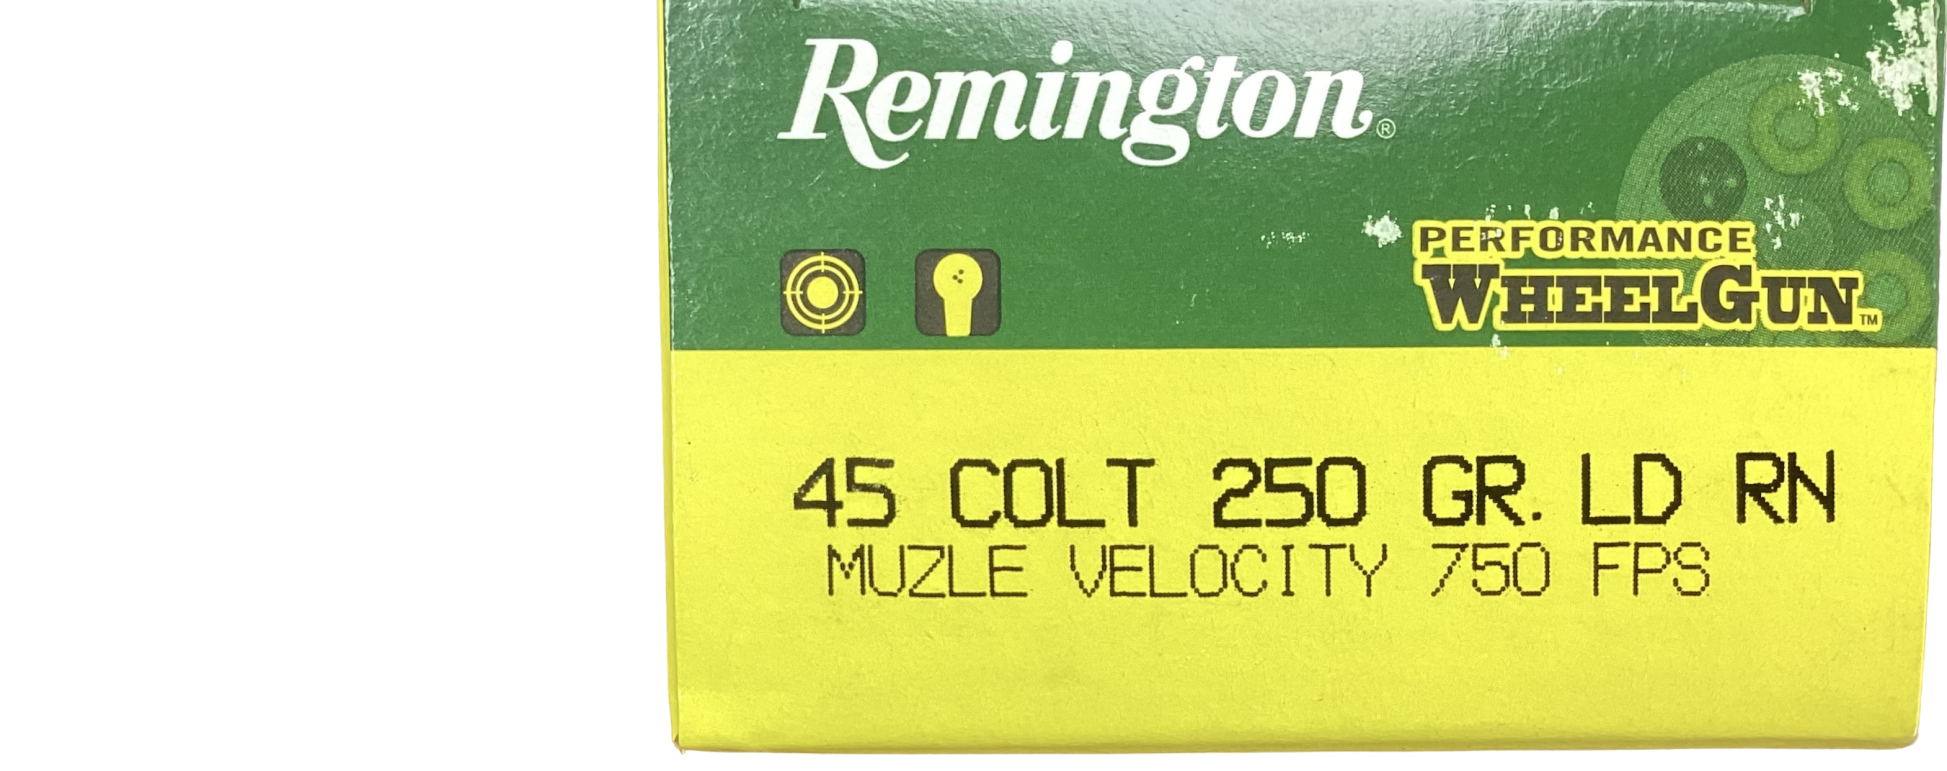 Remington®
PERFORMANCE
WHEELGUN™
45 COLT 250 GR. LD RN
MUZLE VELOCITY 750 FPS